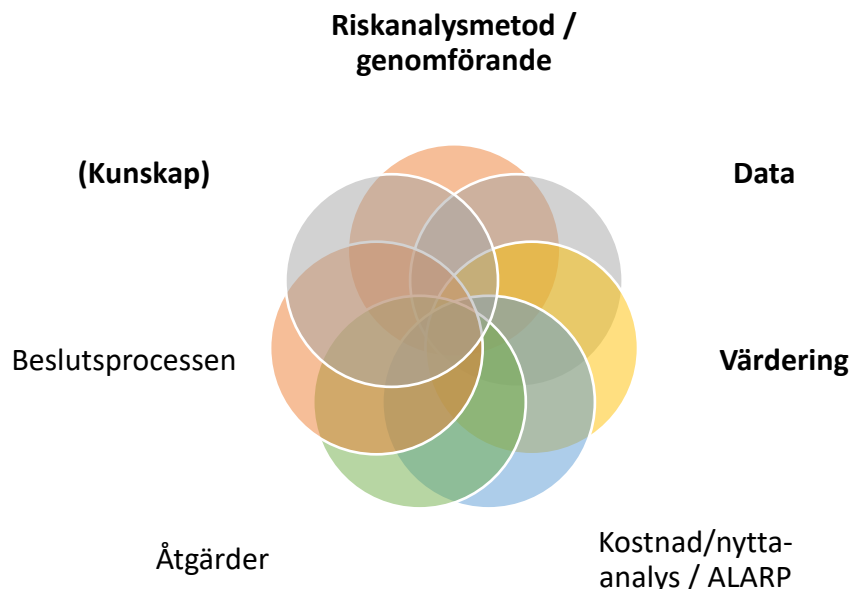 Riskanalysmetod /
genomförande
(Kunskap)
Data
Beslutsprocessen
Värdering
Åtgärder
Kostnad/nytta-
analys / ALARP